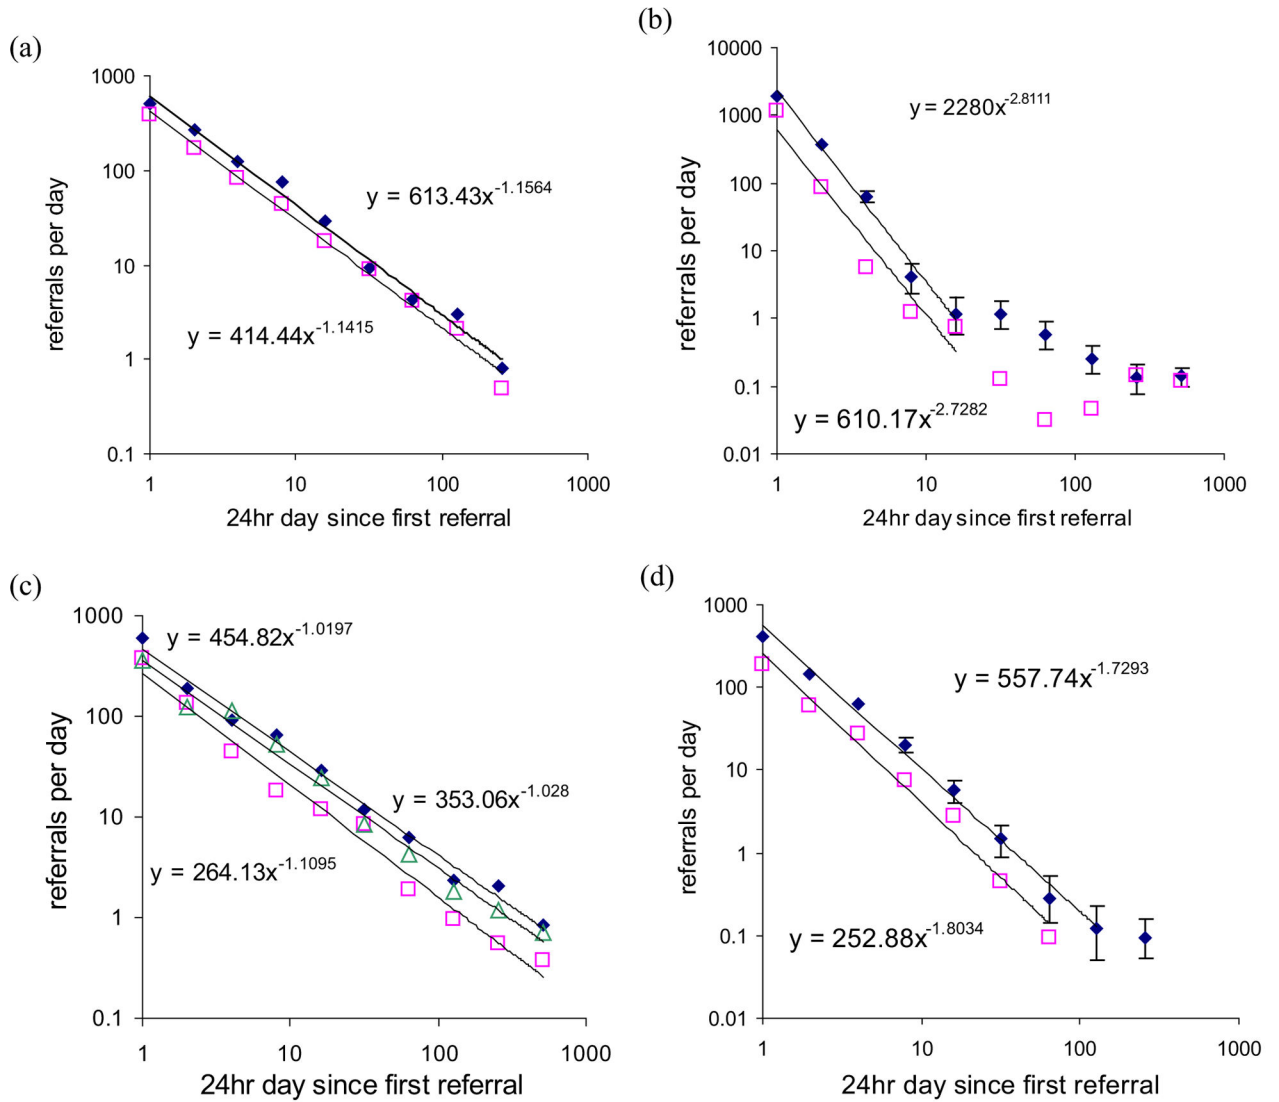 (a)
1000
100
10
1
0.1
referrals per day
y = 613.43x^-1.1564
y = 414.44x^-1.1415
1 10 100 1000
24hr day since first referral
(b)
10000
1000
100
10
1
0.1
0.01
referrals per day
y = 2280x^-2.8111
y = 610.17x^-2.7282
1 10 100 1000
24hr day since first referral
(c)
1000
100
10
1
0.1
referrals per day
y = 454.82x^-1.0197
y = 353.06x^-1.028
y = 264.13x^-1.1095
1 10 100 1000
24hr day since first referral
(d)
1000
100
10
1
0.1
0.01
referrals per day
y = 557.74x^-1.7293
y = 252.88x^-1.8034
1 10 100 1000
24hr day since first referral